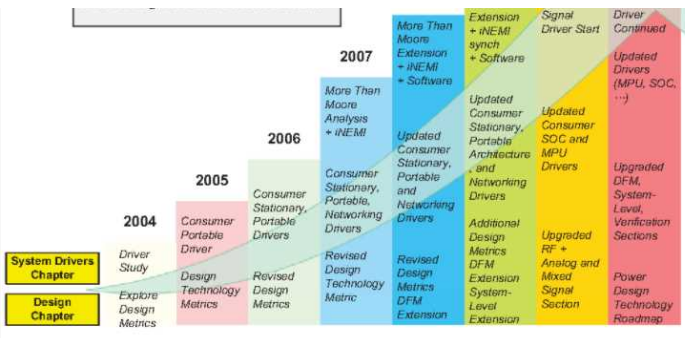 2004
Driver
Study
Explore
Design
Metrics
2005
Consumer
Portable
Driver
Design
Technology
Metrics
2006
Consumer
Stationary,
Portable
Drivers
Revised
Design
Metrics
2007
More Than
Moore
Analysis
+ iNEMI
Consumer
Stationary,
Portable,
Networking
Drivers
Revised
Design
Technology
Metric
More Than
Moore
Extension
+ iNEMI
+ Software
Updated
Consumer
Stationary,
Portable
and
Networking
Drivers
Revised
Design
Metrics
DFM
Extension
Extension
+ iNEMI
synch
+ Software
Updated
Consumer
Stationary,
Portable
Architecture
, and
Networking
Drivers
Additional
Design
Metrics
DFM
Extension
System-
Level
Extension
Signal
Driver Start
Updated
Consumer
SOC and
MPU
Drivers
Upgraded
RF +
Analog and
Mixed
Signal
Section
Driver
Continued
Updated
Drivers
(MPU, SOC,
…)
Upgraded
DFM,
System-
Level,
Verification
Sections
Power
Design
Technology
Roadmap
System Drivers
Chapter
Design
Chapter